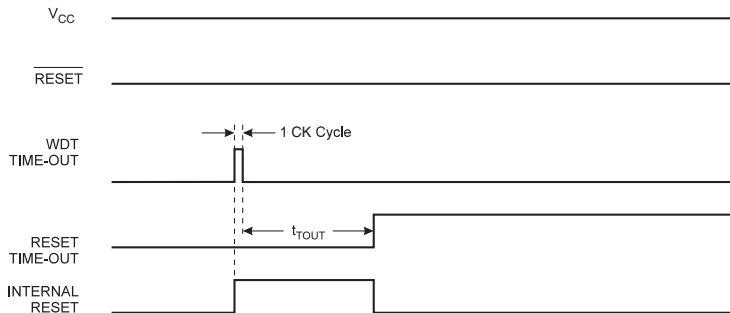 VCC
RESET
1 CK Cycle
WDT
TIME-OUT
tTOUT
RESET
TIME-OUT
INTERNAL
RESET